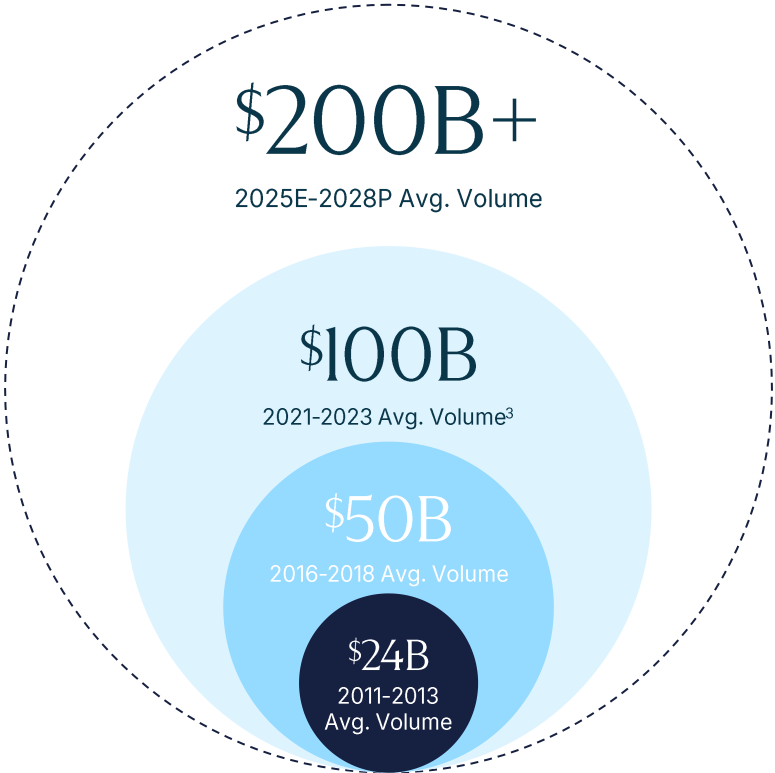 $200B+
2025E-2028P Avg. Volume
$100B
2021-2023 Avg. Volume³
$50B
2016-2018 Avg. Volume
$24B
2011-2013
Avg. Volume